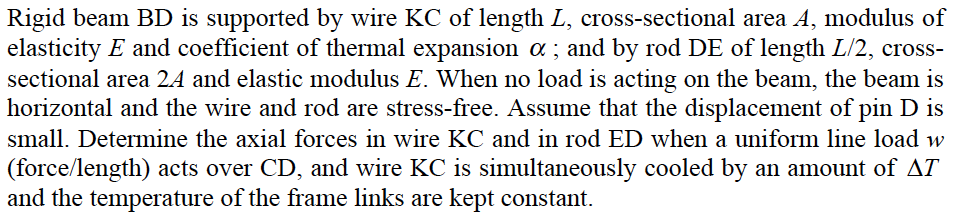 Rigid beam BD is supported by wire KC of length L, cross-sectional area A, modulus of
elasticity E and coefficient of thermal expansion α ; and by rod DE of length L/2, cross-
sectional area 2A and elastic modulus E. When no load is acting on the beam, the beam is
horizontal and the wire and rod are stress-free. Assume that the displacement of pin D is
small. Determine the axial forces in wire KC and in rod ED when a uniform line load w
(force/length) acts over CD, and wire KC is simultaneously cooled by an amount of ΔT
and the temperature of the frame links are kept constant.